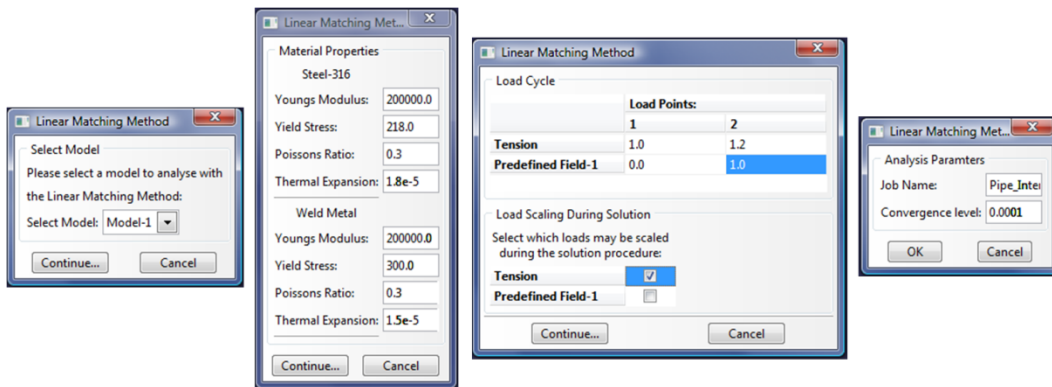 Linear Matching Method
Select Model
Please select a model to analyse with
the Linear Matching Method:
Select Model: Model-1
Continue... Cancel
Linear Matching Met...
Material Properties
Steel-316
Youngs Modulus: 200000.0
Yield Stress: 218.0
Poissons Ratio: 0.3
Thermal Expansion: 1.8e-5
Weld Metal
Youngs Modulus: 200000.0
Yield Stress: 300.0
Poissons Ratio: 0.3
Thermal Expansion: 1.5e-5
Continue... Cancel
Linear Matching Method
Load Cycle
Load Points:
1 2
Tension 1.0 1.2
Predefined Field-1 0.0 1.0
Load Scaling During Solution
Select which loads may be scaled
during the solution procedure:
Tension
Predefined Field-1
Continue... Cancel
Linear Matching Met...
Analysis Paramters
Job Name: Pipe_Inter
Convergence level: 0.0001
OK Cancel